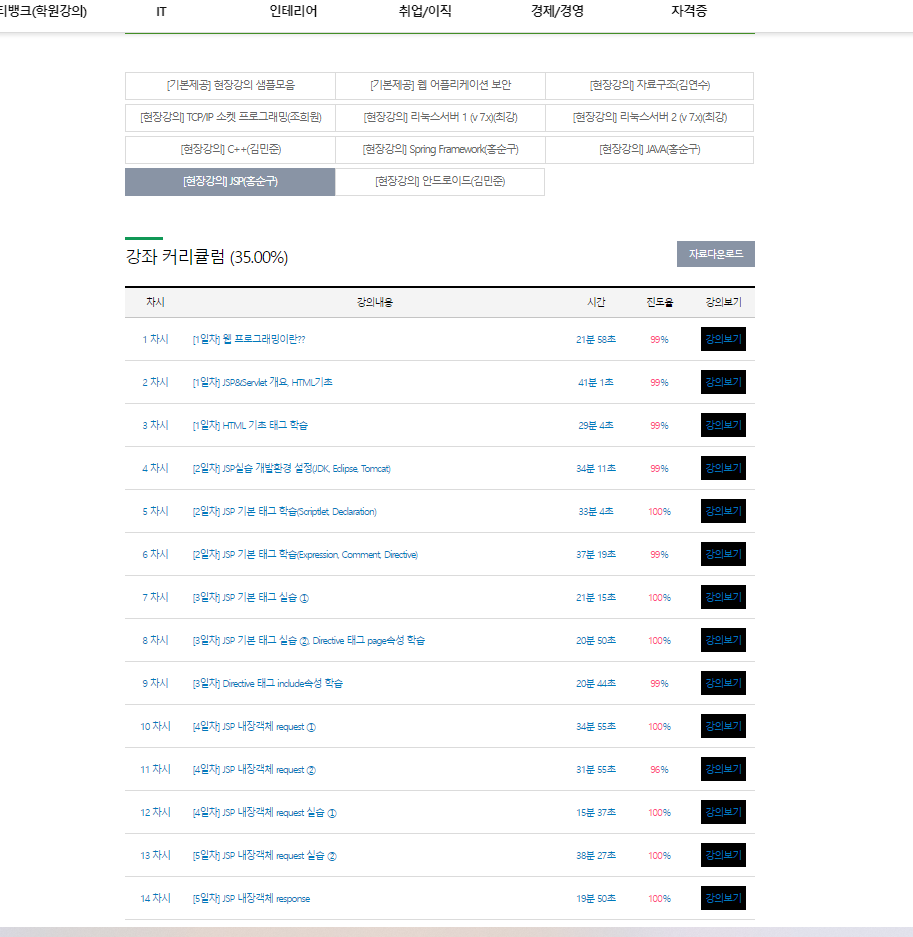 티뱅크(학원강의) IT 인테리어 취업/이직 경제/경영 자격증
[기본제공] 현장강의 샘플모음 [기본제공] 웹 어플리케이션 보안 [현장강의] 자료구조(김연수)
[현장강의] TCP/IP 소켓 프로그래밍(조희원) [현장강의] 리눅스서버 1 (v 7.x)(최강) [현장강의] 리눅스서버 2 (v 7.x)(최강)
[현장강의] C++(김민준) [현장강의] Spring Framework(홍순구) [현장강의] JAVA(홍순구)
[현장강의] JSP(홍순구) [현장강의] 안드로이드(김민준)
강좌 커리큘럼 (35.00%) 자료다운로드
차시 강의내용 시간 진도율 강의보기
1 차시 [1일차] 웹 프로그래밍이란?? 21분 58초 99% 강의보기
2 차시 [1일차] JSP&Servlet 개요, HTML기초 41분 1초 99% 강의보기
3 차시 [1일차] HTML 기초 태그 학습 29분 4초 99% 강의보기
4 차시 [2일차] JSP실습 개발환경 설정(JDK, Eclipse, Tomcat) 34분 11초 99% 강의보기
5 차시 [2일차] JSP 기본 태그 학습(Scriptlet, Declaration) 33분 4초 100% 강의보기
6 차시 [2일차] JSP 기본 태그 학습(Expression, Comment, Directive) 37분 19초 99% 강의보기
7 차시 [3일차] JSP 기본 태그 실습 ① 21분 15초 100% 강의보기
8 차시 [3일차] JSP 기본 태그 실습 ②, Directive 태그 page속성 학습 20분 50초 100% 강의보기
9 차시 [3일차] Directive 태그 include속성 학습 20분 44초 99% 강의보기
10 차시 [4일차] JSP 내장객체 request ① 34분 55초 100% 강의보기
11 차시 [4일차] JSP 내장객체 request ② 31분 55초 96% 강의보기
12 차시 [4일차] JSP 내장객체 request 실습 ① 15분 37초 100% 강의보기
13 차시 [5일차] JSP 내장객체 request 실습 ② 38분 27초 100% 강의보기
14 차시 [5일차] JSP 내장객체 response 19분 50초 100% 강의보기